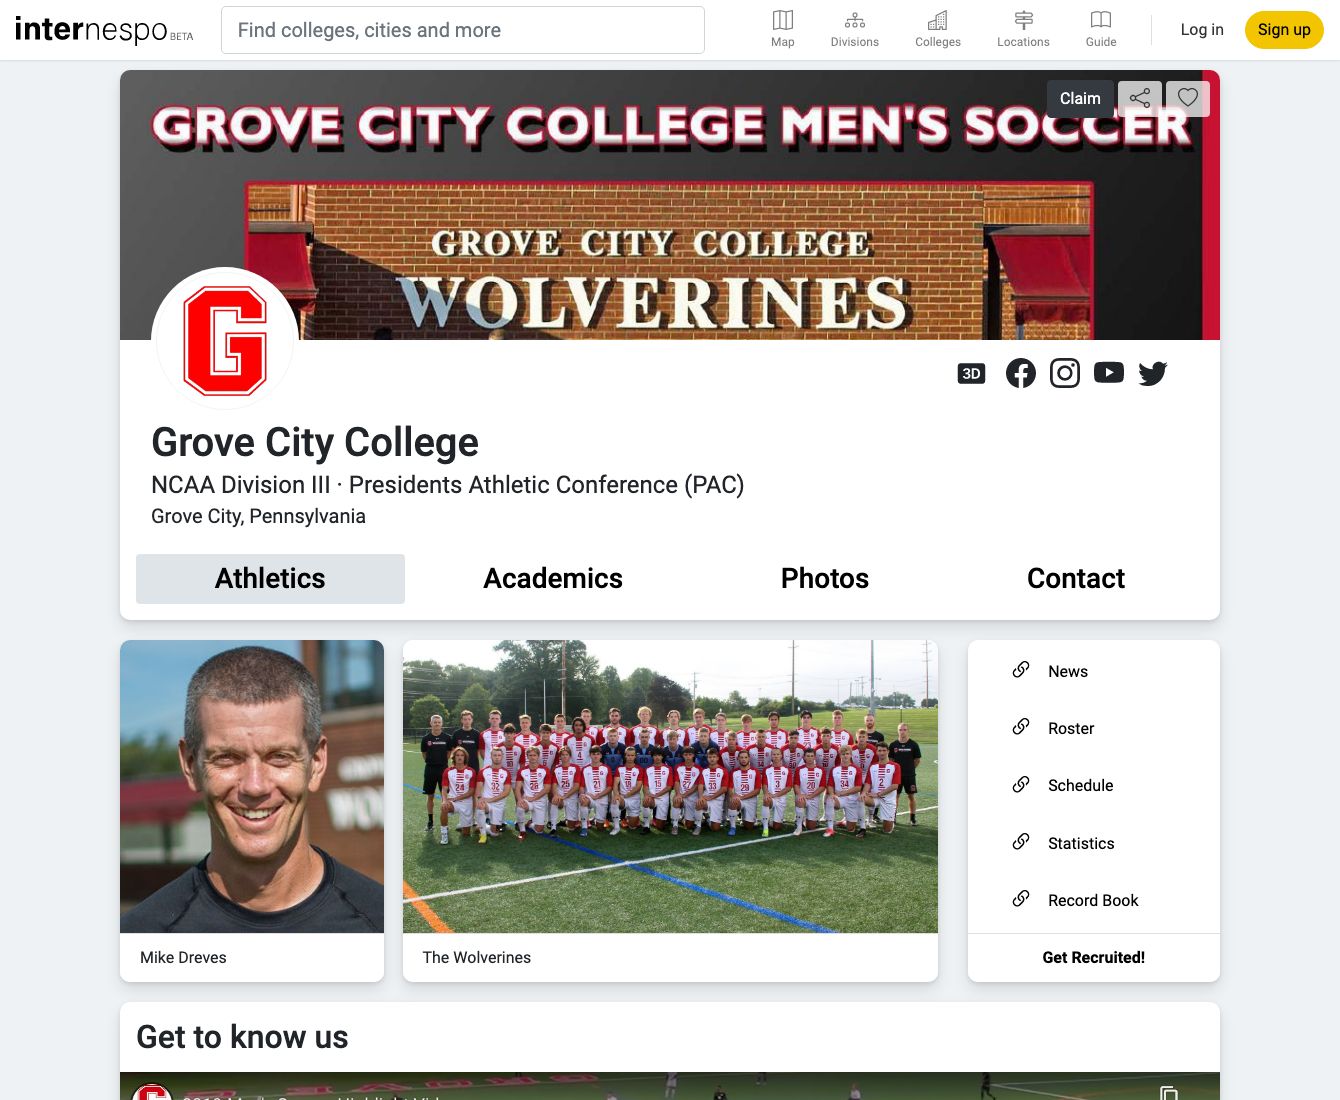 internespo BETA
Find colleges, cities and more
Map
Divisions
Colleges
Locations
Guide
Log in
Sign up
Claim
GROVE CITY COLLEGE MEN'S SOCCER
GROVE CITY COLLEGE
WOLVERINES
G
3D
Grove City College
NCAA Division III · Presidents Athletic Conference (PAC)
Grove City, Pennsylvania
Athletics
Academics
Photos
Contact
News
Roster
Schedule
Statistics
Record Book
Mike Dreves
The Wolverines
Get Recruited!
Get to know us